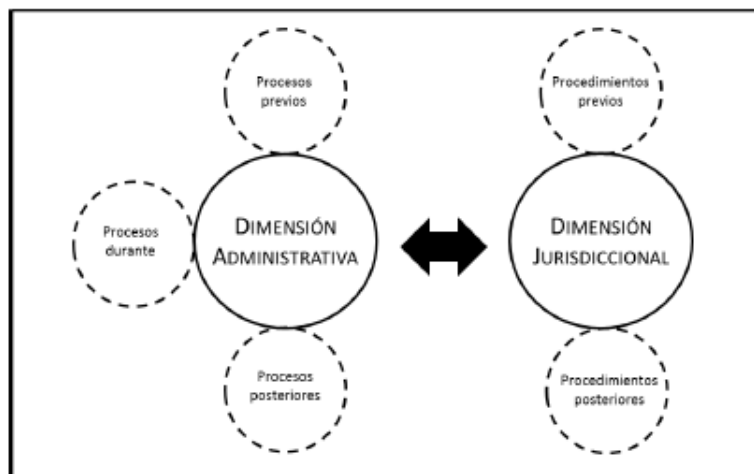 Procesos
previos
Procedimientos
previos
Procesos
durante
DIMENSIÓN
ADMINISTRATIVA
DIMENSIÓN
JURISDICCIONAL
Procesos
posteriores
Procedimientos
posteriores